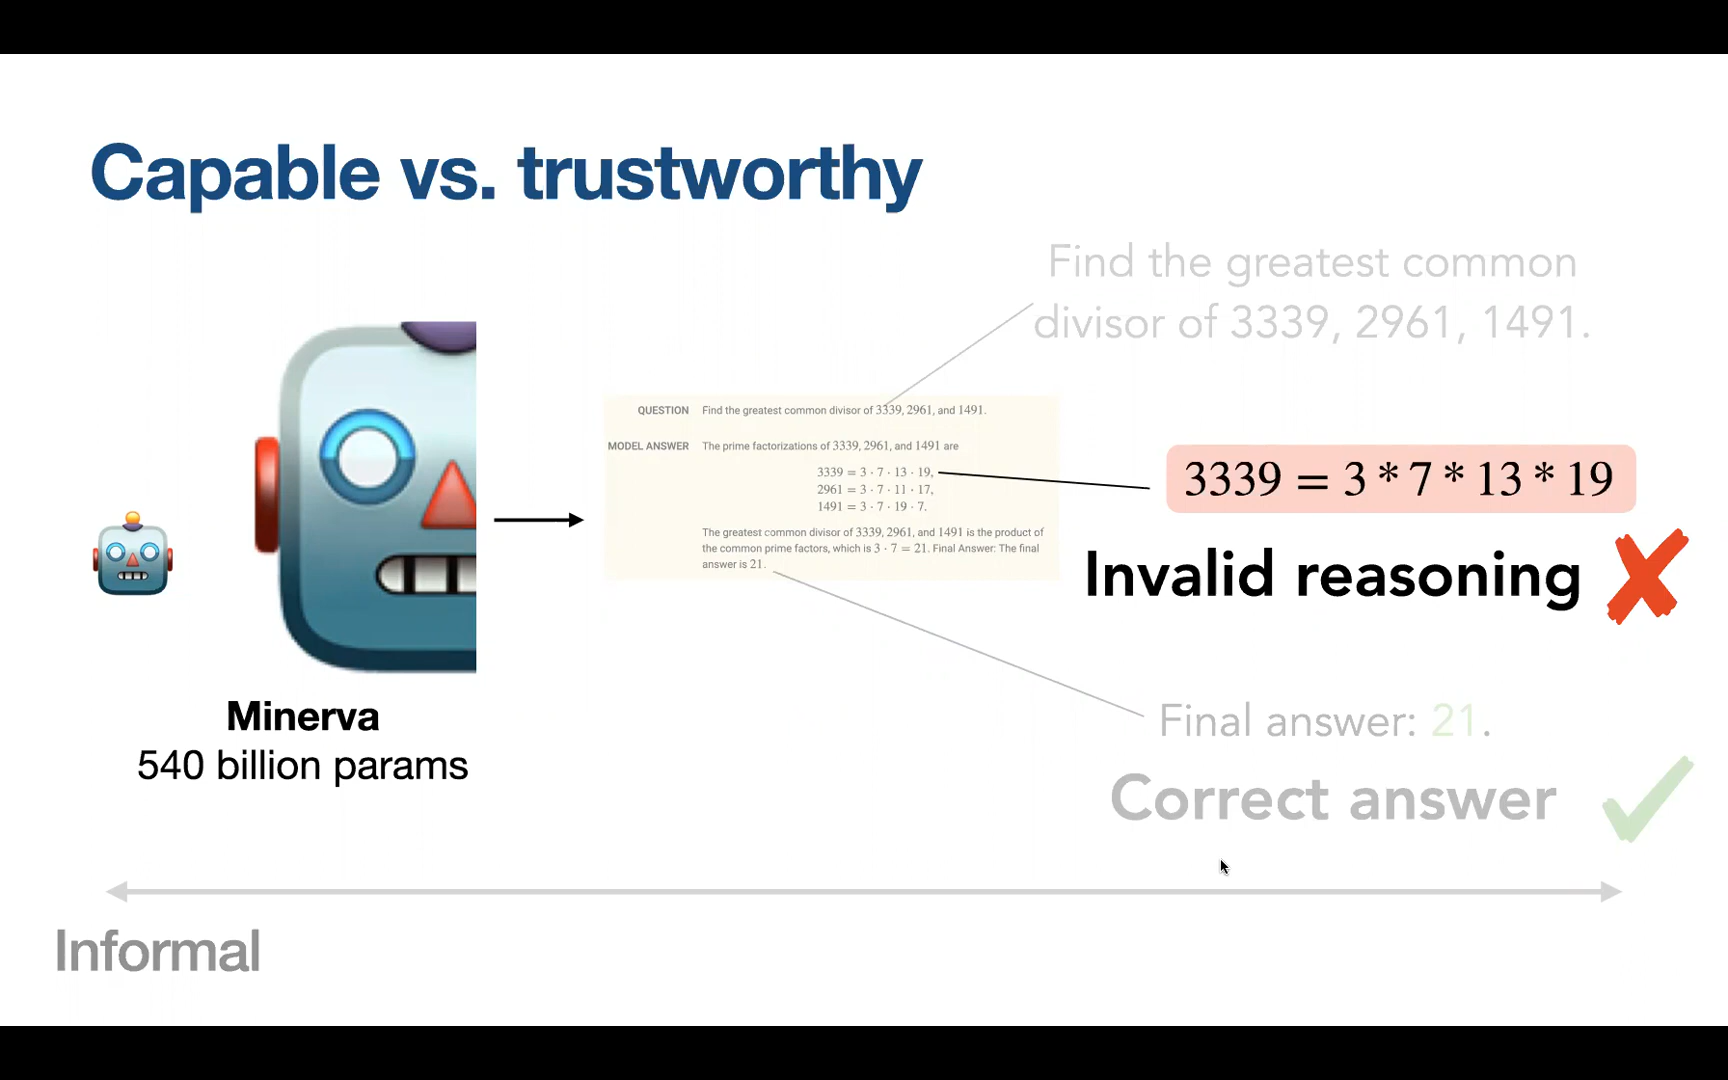 Capable vs. trustworthy
Find the greatest common
divisor of 3339, 2961, 1491.
QUESTION Find the greatest common divisor of 3339, 2961, and 1491.
MODEL ANSWER The prime factorizations of 3339, 2961, and 1491 are
3339 = 3 · 7 · 13 · 19,
2961 = 3 · 7 · 11 · 17,
1491 = 3 · 7 · 19 · 7.
The greatest common divisor of 3339, 2961, and 1491 is the product of
the common prime factors, which is 3 · 7 = 21. Final Answer: The final
answer is 21.
3339 = 3 * 7 * 13 * 19
Invalid reasoning
Minerva
540 billion params
Final answer: 21.
Correct answer
Informal